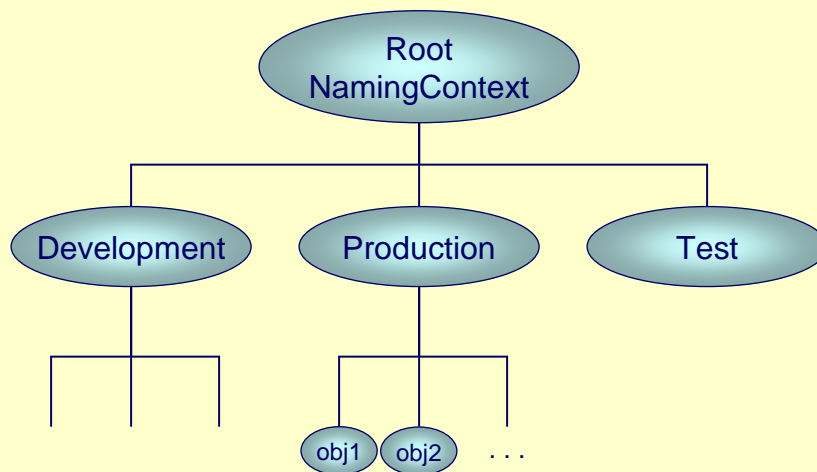 Root
NamingContext
Development
Production
Test
obj1
obj2
. . .